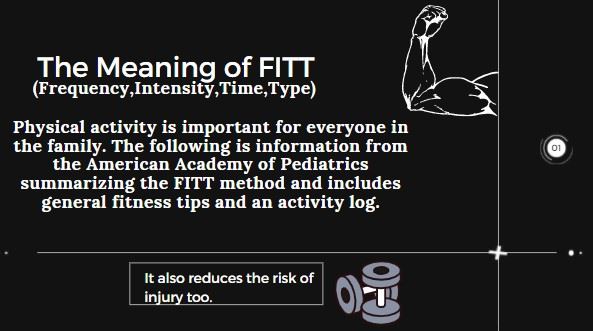 The Meaning of FITT
(Frequency,Intensity,Time,Type)
Physical activity is important for everyone in
the family. The following is information from
the American Academy of Pediatrics
summarizing the FITT method and includes
general fitness tips and an activity log.
01
It also reduces the risk of
injury too.